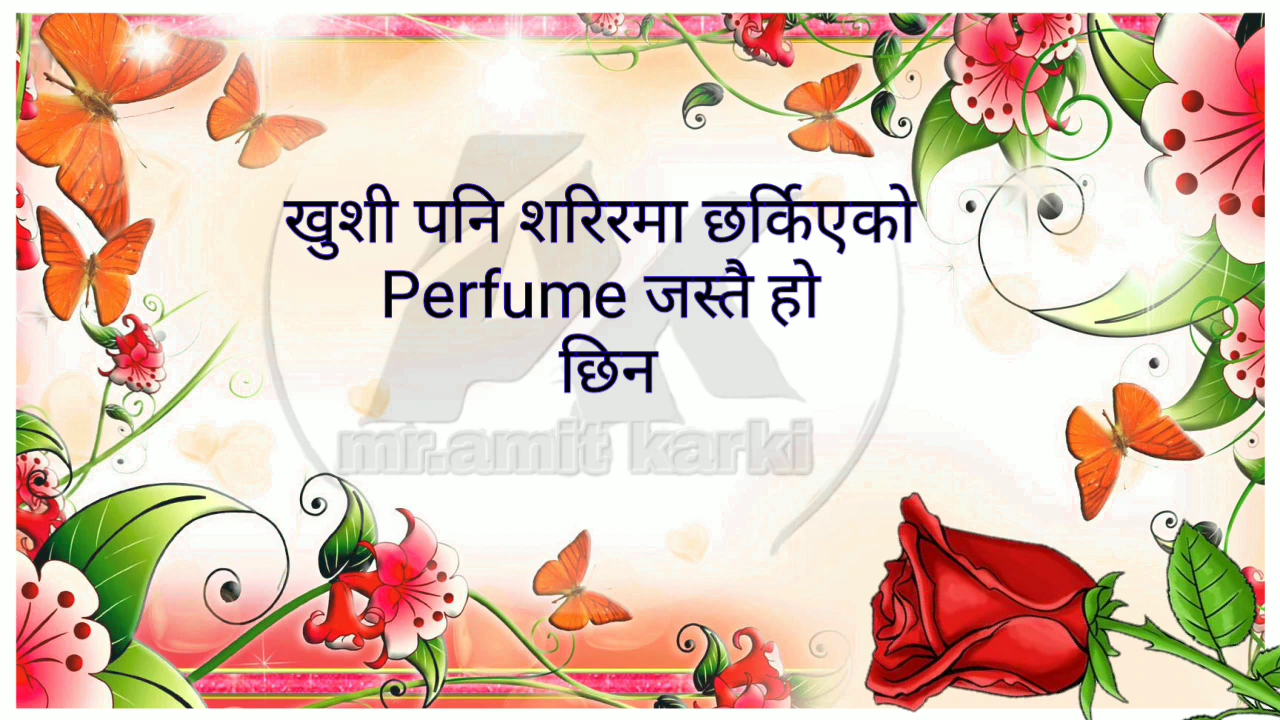 खुशी पनि शरिरमा छर्किएको
Perfume जस्तै हो
छिन
mr.amit karki